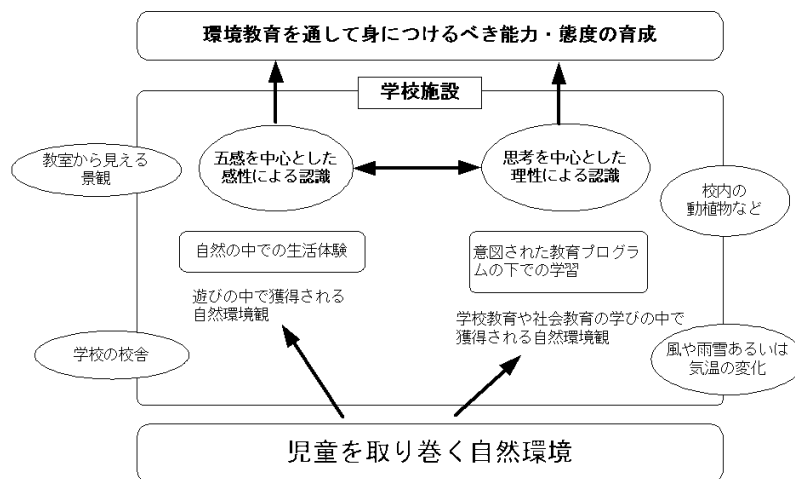 環境教育を通して身につけるべき能力・態度の育成
学校施設
教室から見える
景観
五感を中心とした
感性による認識
思考を中心とした
理性による認識
校内の
動植物など
自然の中での生活体験
意図された教育プログラ
ムの下での学習
遊びの中で獲得される
自然環境観
学校教育や社会教育の学びの中で
獲得される自然環境観
学校の校舎
風や雨雪あるいは
気温の変化
児童を取り巻く自然環境